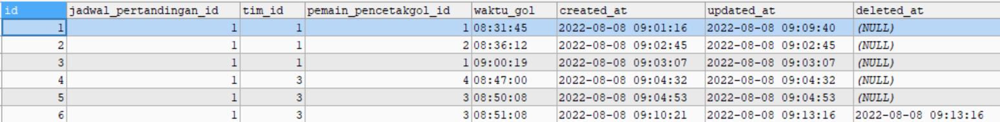 id jadwal_pertandingan_id tim_id pemain_pencetakgol_id waktu_gol created_at updated_at deleted_at
1 1 1 1 08:31:45 2022-08-08 09:01:16 2022-08-08 09:09:40 (NULL)
2 1 1 2 08:36:12 2022-08-08 09:02:45 2022-08-08 09:02:45 (NULL)
3 1 1 1 09:00:19 2022-08-08 09:03:07 2022-08-08 09:03:07 (NULL)
4 1 3 4 08:47:00 2022-08-08 09:04:32 2022-08-08 09:04:32 (NULL)
5 1 3 3 08:50:08 2022-08-08 09:04:53 2022-08-08 09:04:53 (NULL)
6 1 3 3 08:51:08 2022-08-08 09:10:21 2022-08-08 09:13:16 2022-08-08 09:13:16